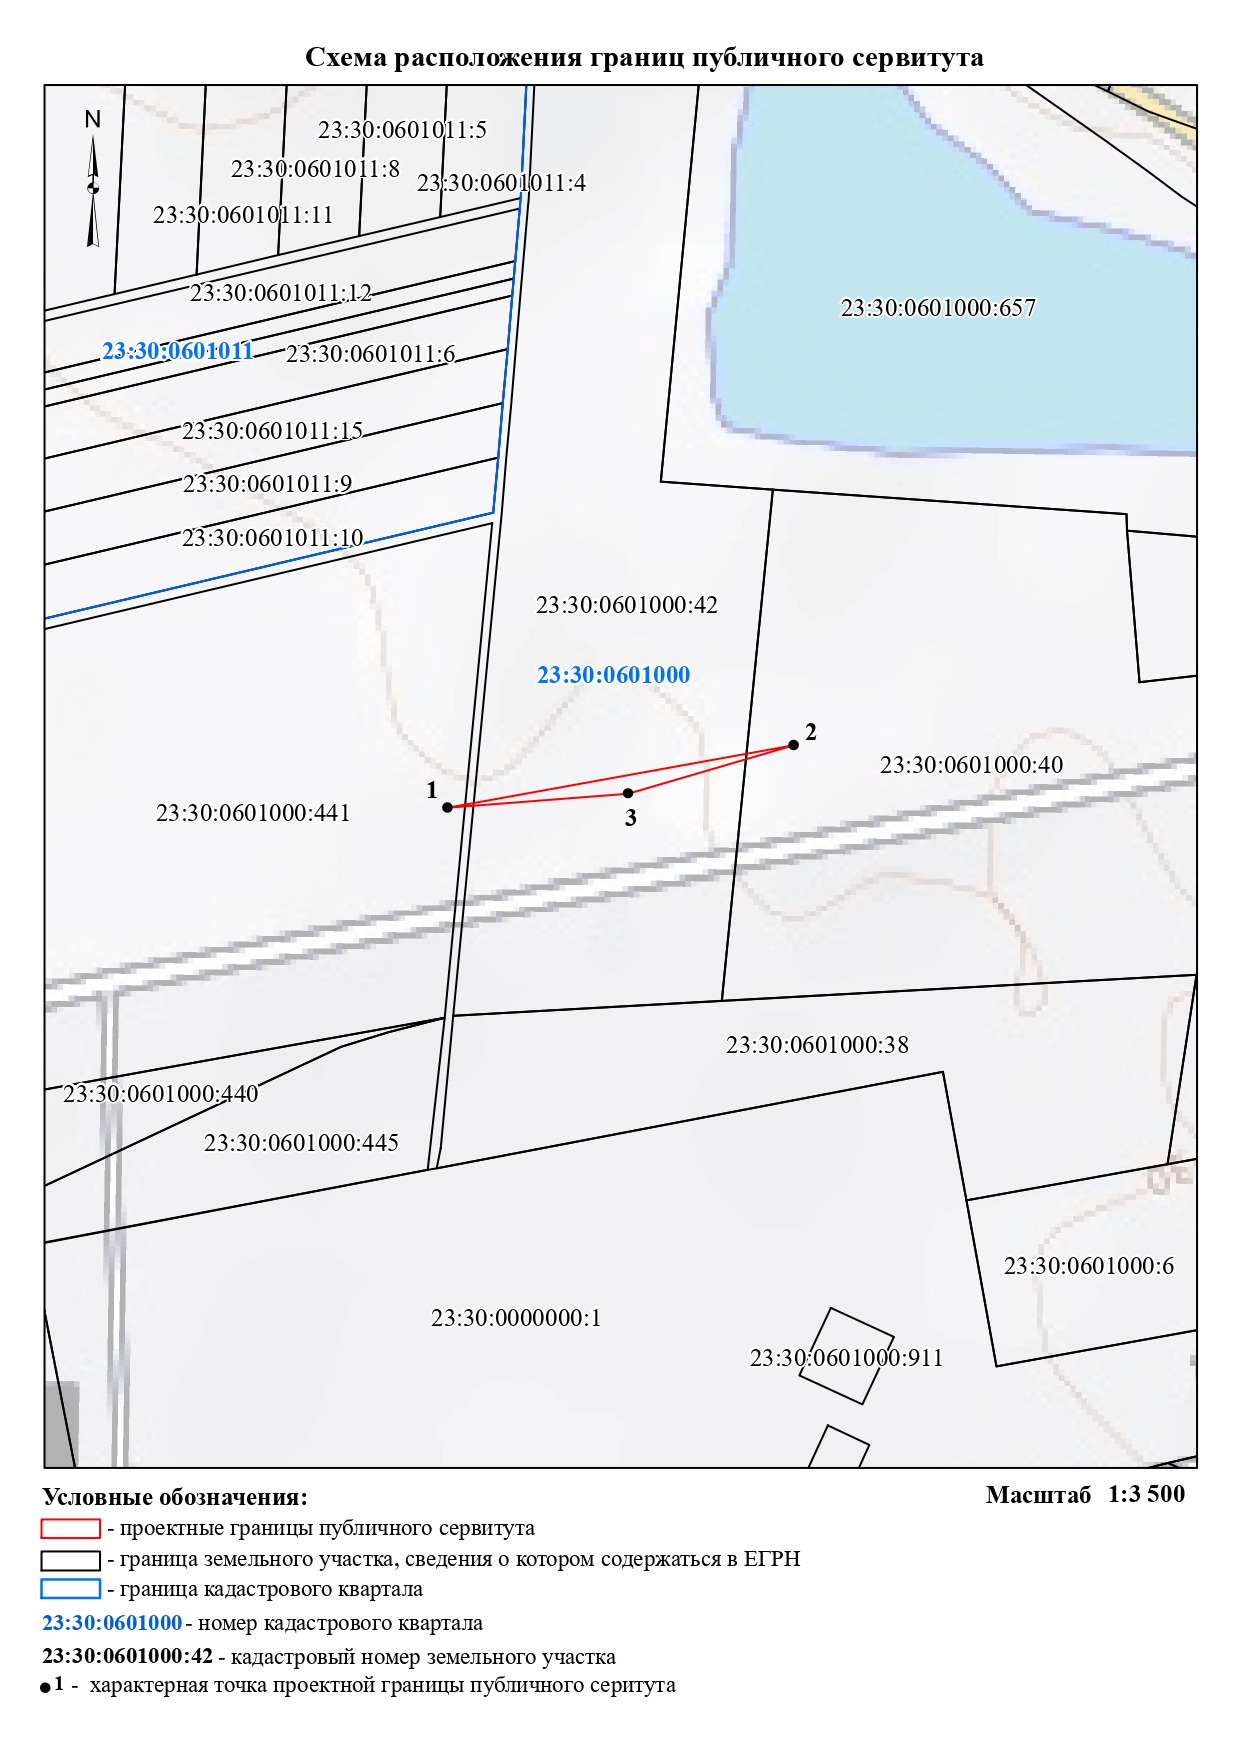 Схема расположения границ публичного сервитута
N
23:30:0601011:5
23:30:0601011:8
23:30:0601011:4
23:30:0601011:11
23:30:0601011:12
23:30:0601000:657
23:30:0601011
23:30:0601011:6
23:30:0601011:15
23:30:0601011:9
23:30:0601011:10
23:30:0601000:42
23:30:0601000
2
23:30:0601000:40
1
23:30:0601000:441
3
23:30:0601000:38
23:30:0601000:440
23:30:0601000:445
23:30:0601000:6
23:30:0000000:1
23:30:0601000:911
Условные обозначения:
Масштаб 1:3 500
- проектные границы публичного сервитута
- граница земельного участка, сведения о котором содержаться в ЕГРН
- граница кадастрового квартала
23:30:0601000 - номер кадастрового квартала
23:30:0601000:42 - кадастровый номер земельного участка
1 - характерная точка проектной границы публичного серитута